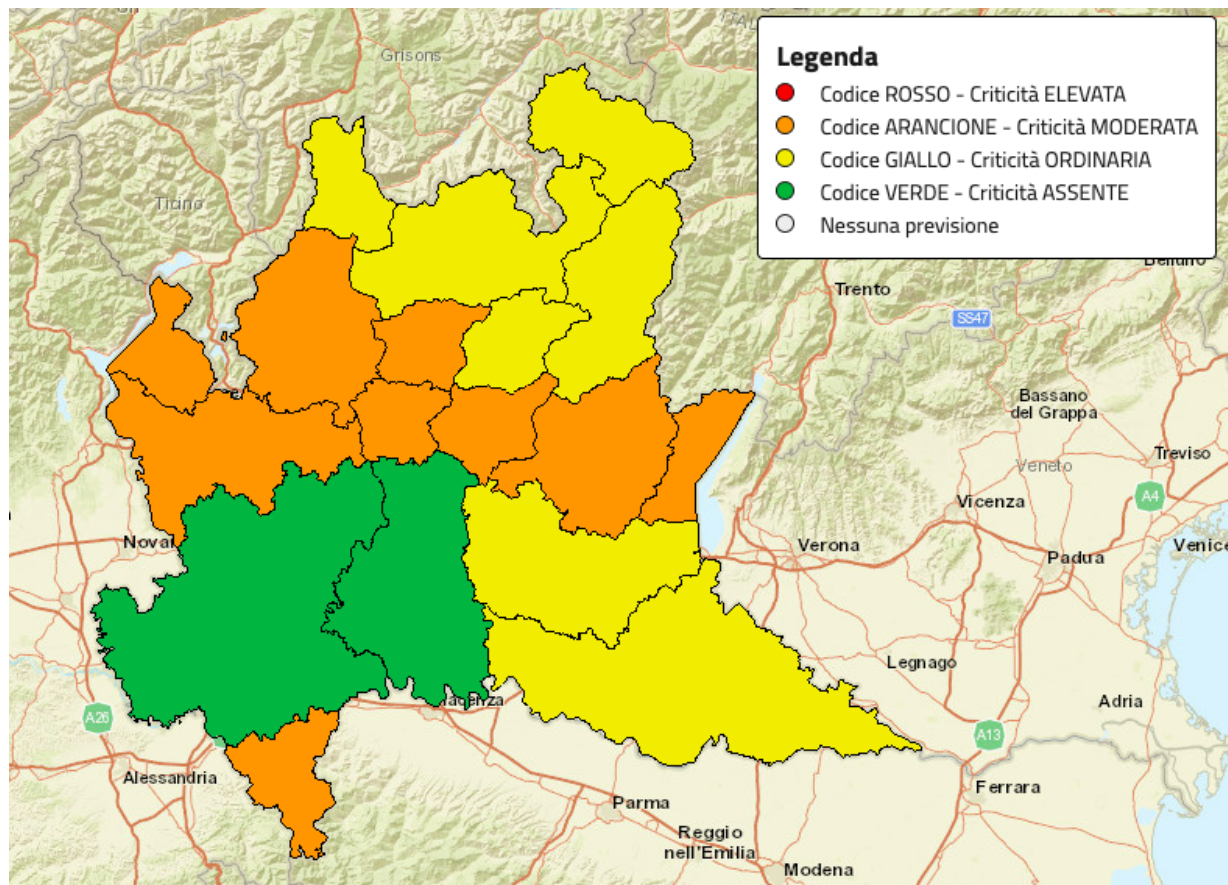 Grisons
Ticino
Legenda
Codice ROSSO - Criticità ELEVATA
Codice ARANCIONE - Criticità MODERATA
Codice GIALLO - Criticità ORDINARIA
Codice VERDE - Criticità ASSENTE
Nessuna previsione
Belluno
Trento
SS47
Bassano
del Grappa
Treviso
Veneto
A4
Vicenza
Venice
Verona
Padua
Legnago
Adria
A26
A13
Alessandria
Ferrara
Parma
Reggio
nell'Emilia
Modena